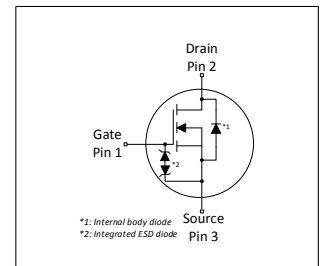 Drain
Pin 2
*1
Gate
Pin 1
*2
*1: Internal body diode
*2: Integrated ESD diode
Source
Pin 3